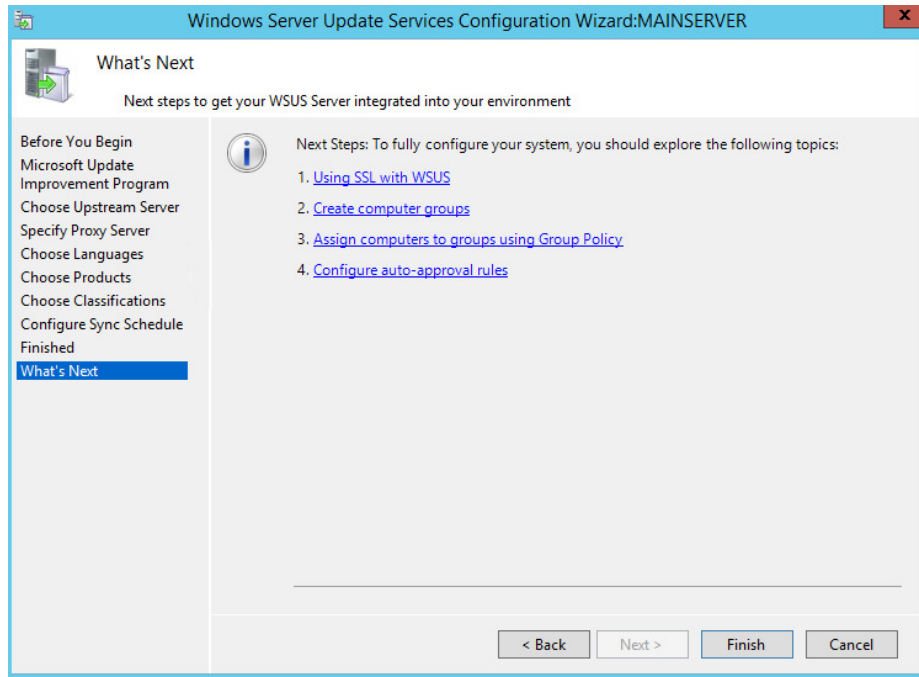 Windows Server Update Services Configuration Wizard:MAINSERVER
x
What's Next
Next steps to get your WSUS Server integrated into your environment
Before You Begin
Microsoft Update
Improvement Program
Choose Upstream Server
Specify Proxy Server
Choose Languages
Choose Products
Choose Classifications
Configure Sync Schedule
Finished
What's Next
Next Steps: To fully configure your system, you should explore the following topics:
1. Using SSL with WSUS
2. Create computer groups
3. Assign computers to groups using Group Policy
4. Configure auto-approval rules
< Back
Next >
Finish
Cancel